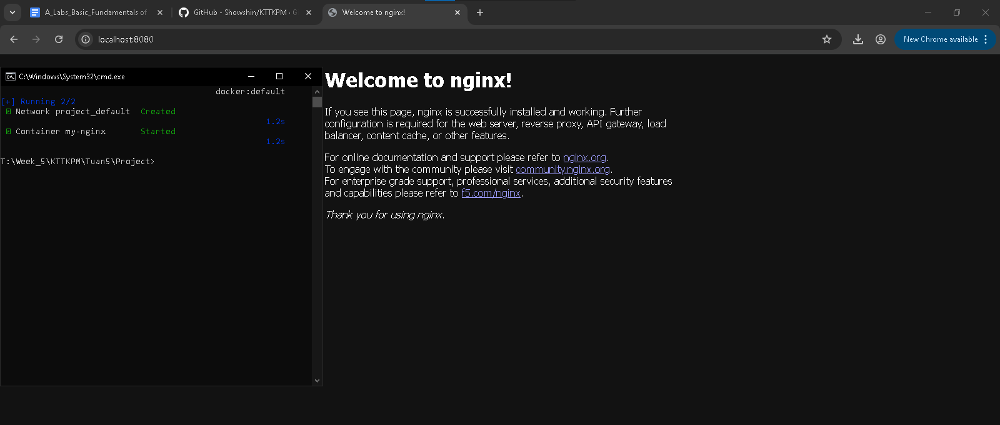 A_Labs_Basic_Fundamentals of
GitHub - Showshin/KTTKPM · G
Welcome to nginx!
localhost:8080
New Chrome available
C:\Windows\System32\cmd.exe
docker:default
[+] Running 2/2
Network project_default Created
1.2s
Container my-nginx Started
1.2s
T:\Week_5\KTTKPM\Tuan5\Project>
Welcome to nginx!
If you see this page, nginx is successfully installed and working. Further
configuration is required for the web server, reverse proxy, API gateway, load
balancer, content cache, or other features.
For online documentation and support please refer to nginx.org.
To engage with the community please visit community.nginx.org.
For enterprise grade support, professional services, additional security features
and capabilities please refer to f5.com/nginx.
Thank you for using nginx.